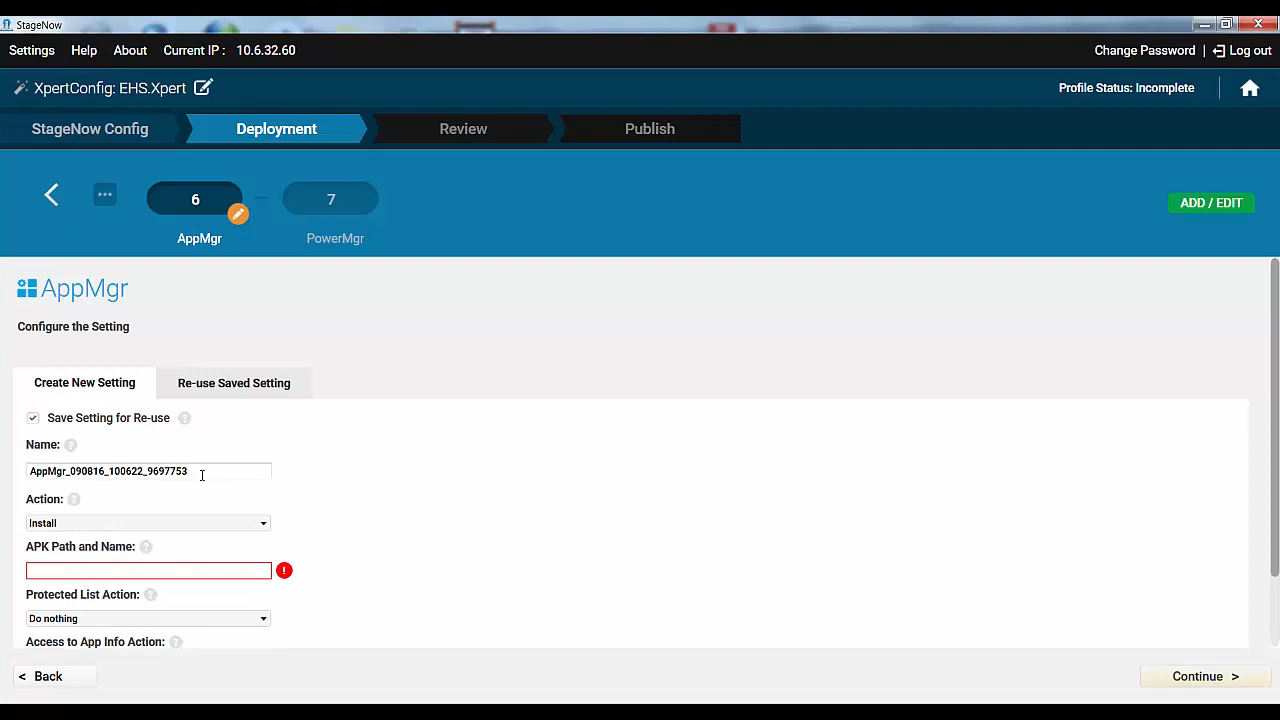 StageNow
Settings Help About Current IP : 10.6.32.60 Change Password Log out
XpertConfig: EHS.Xpert Profile Status: Incomplete
StageNow Config Deployment Review Publish
6 7 ADD / EDIT
AppMgr PowerMgr
AppMgr
Configure the Setting
Create New Setting Re-use Saved Setting
Save Setting for Re-use ?
Name: ?
AppMgr_090816_100622_9697753
Action: ?
Install
APK Path and Name: ?
!
Protected List Action: ?
Do nothing
Access to App Info Action: ?
< Back Continue >